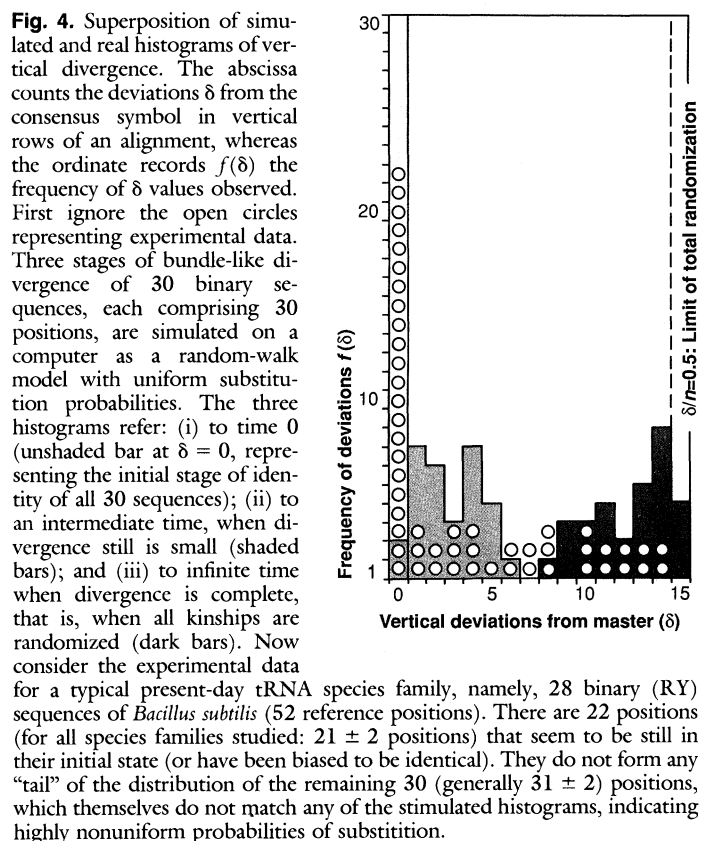 Fig. 4. Superposition of simu-
lated and real histograms of ver-
tical divergence. The abscissa
counts the deviations δ from the
consensus symbol in vertical
rows of an alignment, whereas
the ordinate records f(δ) the
frequency of δ values observed.
First ignore the open circles
representing experimental data.
Three stages of bundle-like di-
vergence of 30 binary se-
quences, each comprising 30
positions, are simulated on a
computer as a random-walk
model with uniform substitu-
tion probabilities. The three
histograms refer: (i) to time 0
(unshaded bar at δ = 0, repre-
senting the initial stage of iden-
tity of all 30 sequences); (ii) to
an intermediate time, when di-
vergence still is small (shaded
bars); and (iii) to infinite time
when divergence is complete,
that is, when all kinships are
randomized (dark bars). Now
consider the experimental data
for a typical present-day tRNA species family, namely, 28 binary (RY)
sequences of Bacillus subtilis (52 reference positions). There are 22 positions
(for all species families studied: 21 ± 2 positions) that seem to be still in
their initial state (or have been biased to be identical). They do not form any
“tail” of the distribution of the remaining 30 (generally 31 ± 2) positions,
which themselves do not match any of the stimulated histograms, indicating
highly nonuniform probabilities of substitition.
Frequency of deviations f(δ)
30
20
10
1
0
5
10
15
Vertical deviations from master (δ)
δ/n=0.5: Limit of total randomization